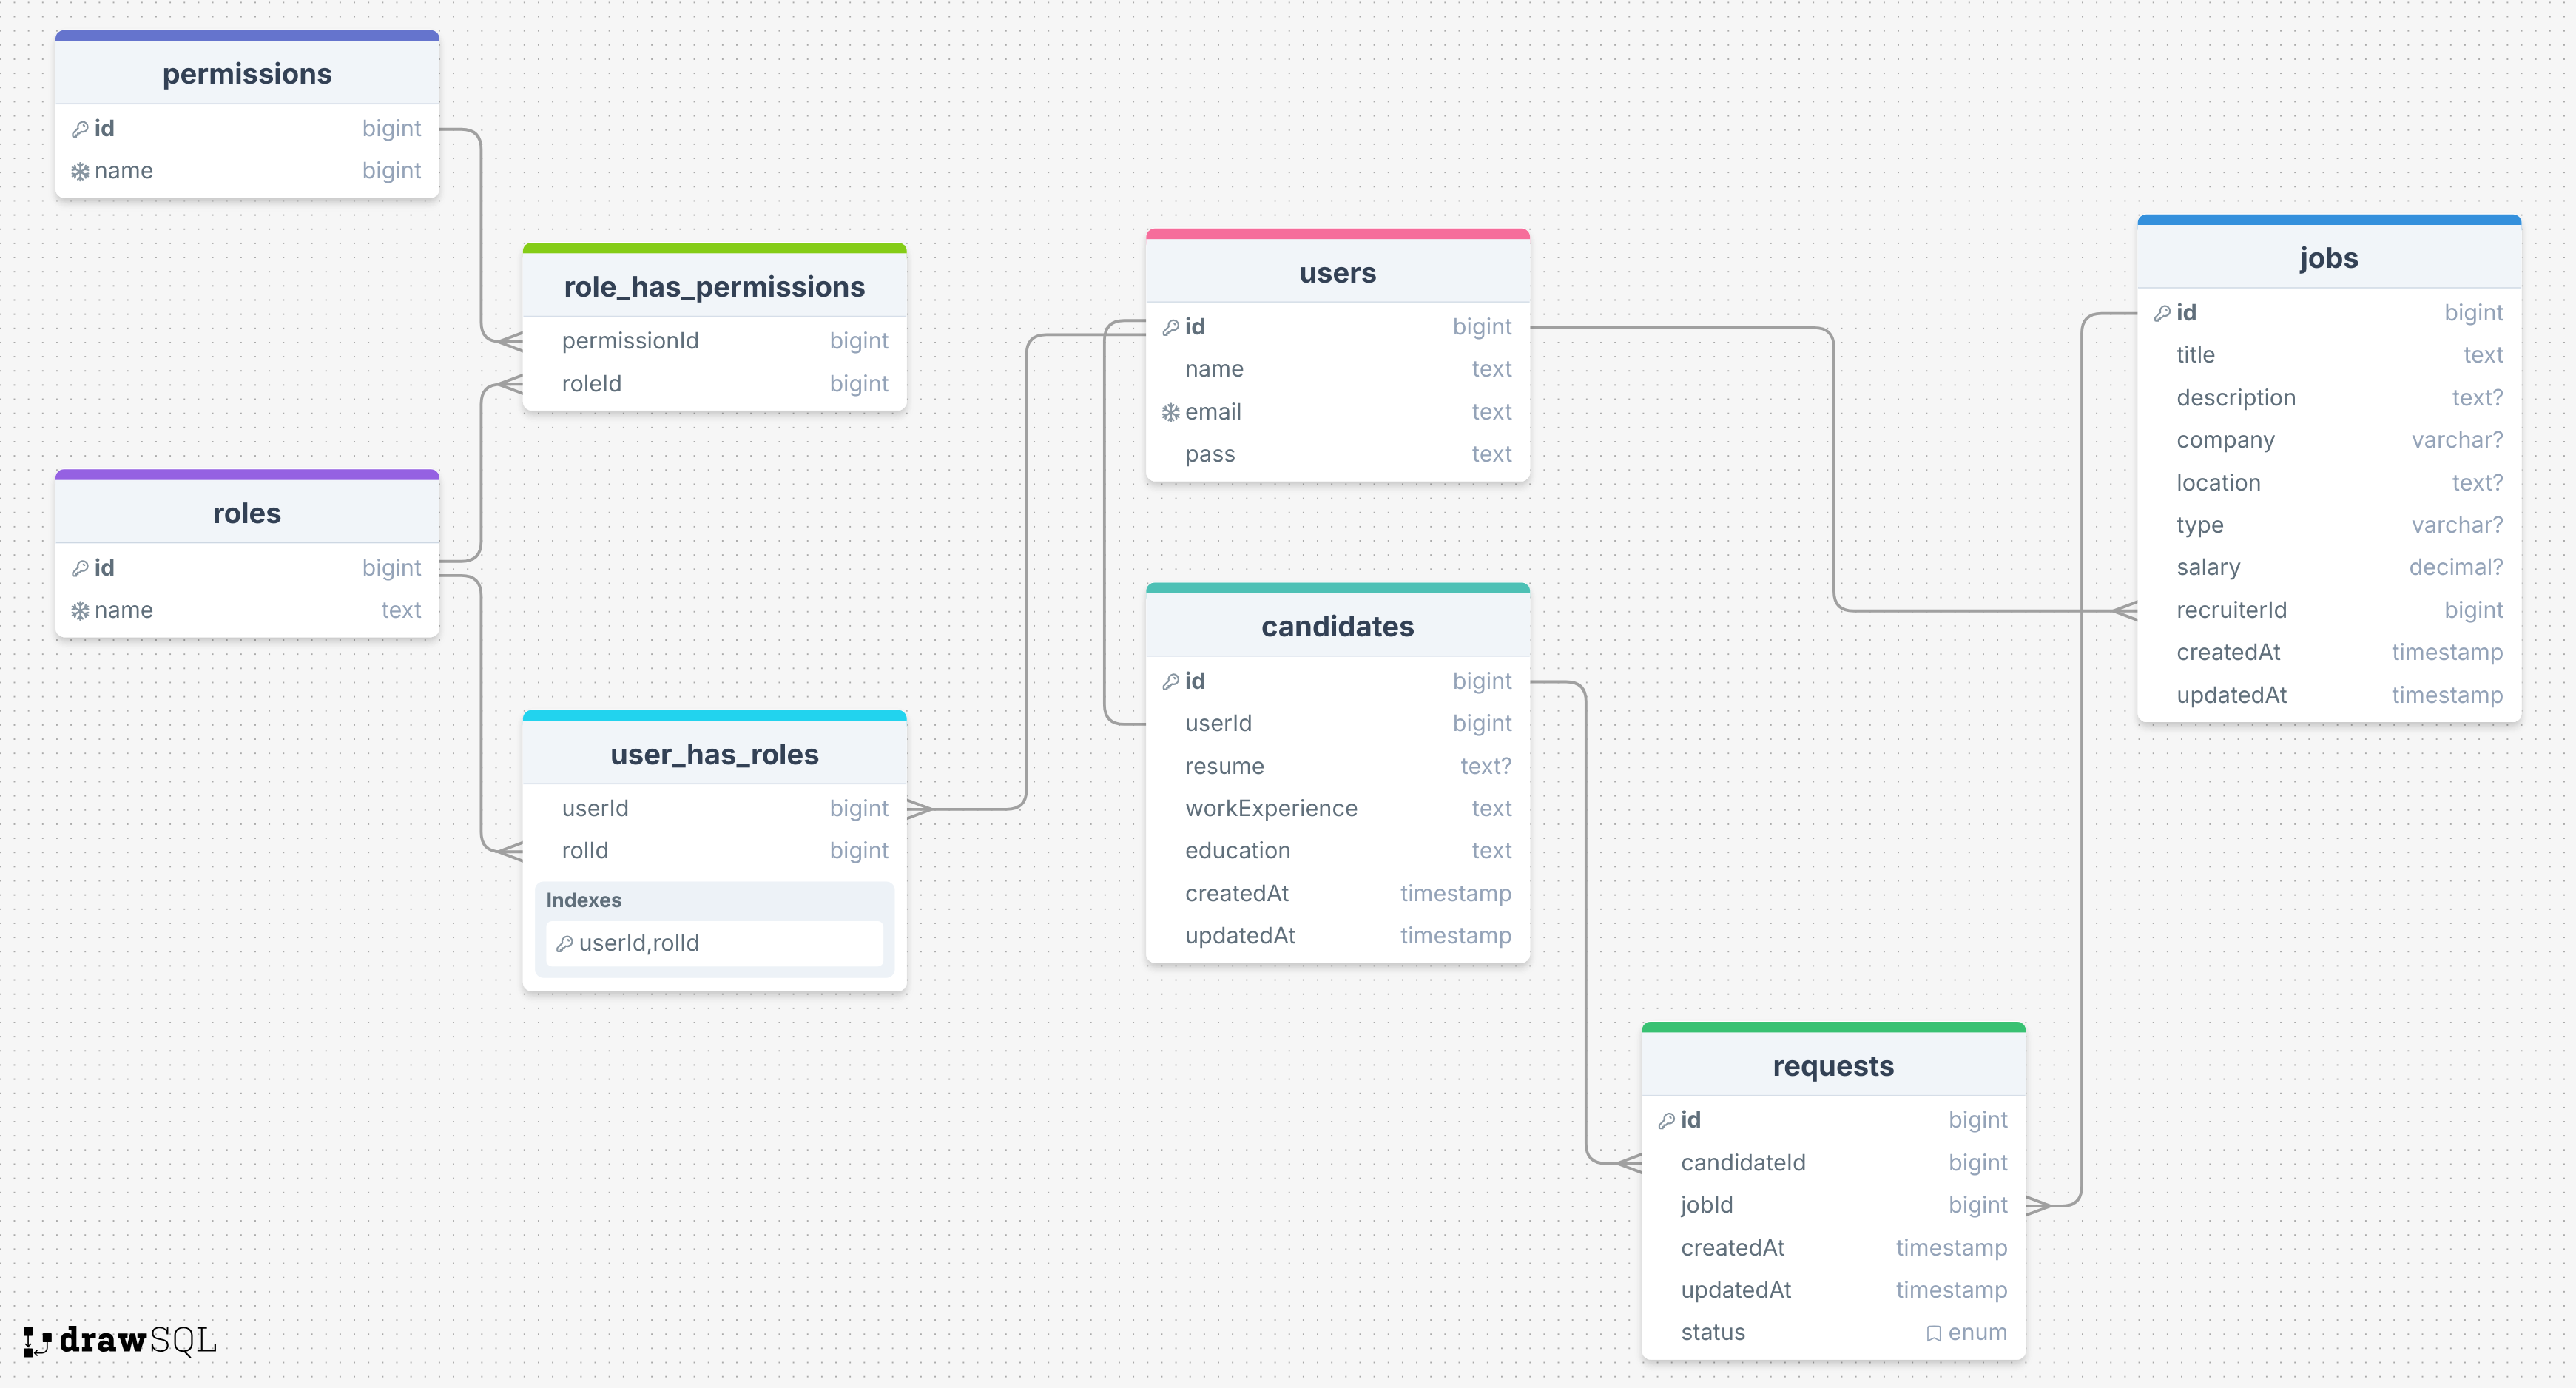 permissions
id bigint
name bigint
role_has_permissions
permissionId bigint
roleId bigint
roles
id bigint
name text
user_has_roles
userId bigint
rolId bigint
Indexes
userId,rolId
users
id bigint
name text
email text
pass text
candidates
id bigint
userId bigint
resume text?
workExperience text
education text
createdAt timestamp
updatedAt timestamp
jobs
id bigint
title text
description text?
company varchar?
location text?
type varchar?
salary decimal?
recruiterId bigint
createdAt timestamp
updatedAt timestamp
requests
id bigint
candidateId bigint
jobId bigint
createdAt timestamp
updatedAt timestamp
status enum
drawSQL